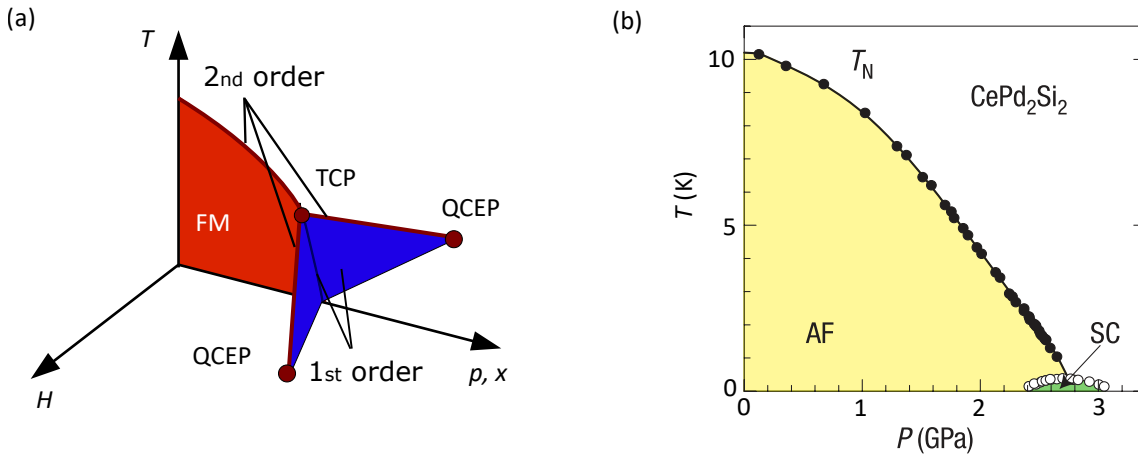 (a)
T
2nd order
TCP
QCEP
FM
QCEP
1st order
H
p, x
(b)
10
5
0
T (K)
T_N
CePd₂Si₂
AF
SC
0
1
2
3
P (GPa)